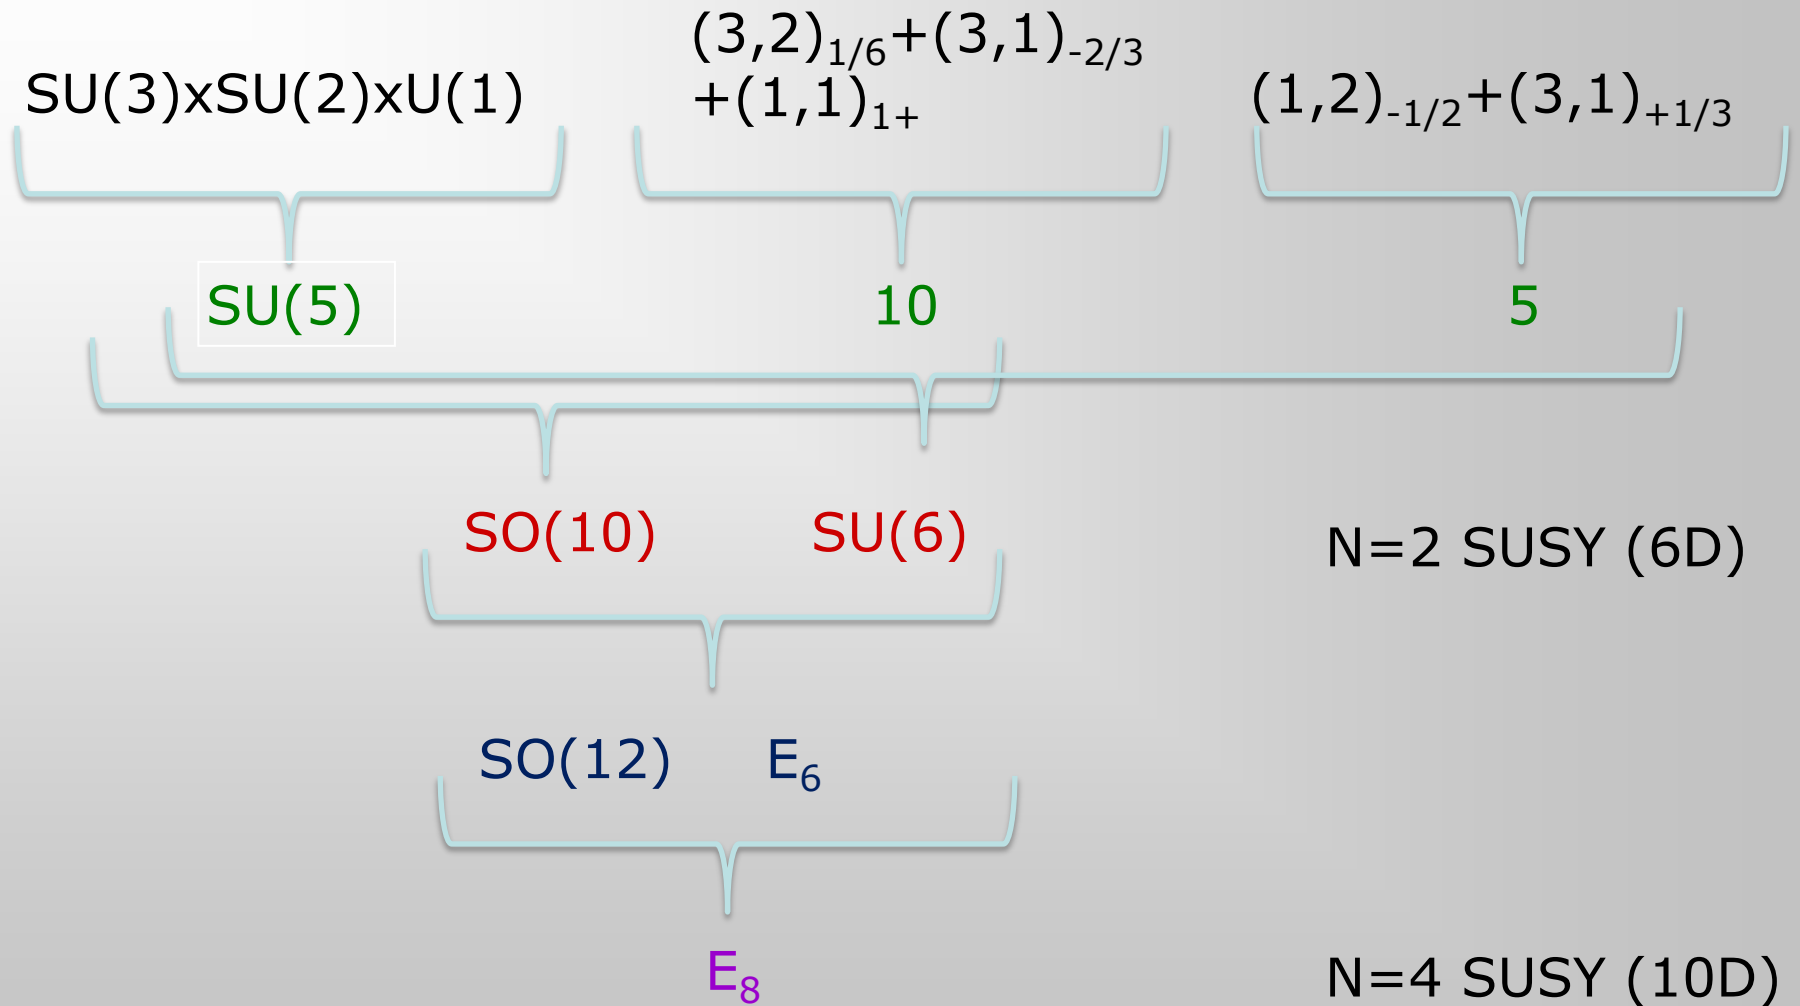 (3,2)₁/₆+(3,1)₋₂/₃
SU(3)xSU(2)xU(1)
+(1,1)₁₊
(1,2)₋₁/₂+(3,1)₊₁/₃
SU(5)
10
5
SO(10)
SU(6)
N=2 SUSY (6D)
SO(12)
E₆
E₈
N=4 SUSY (10D)